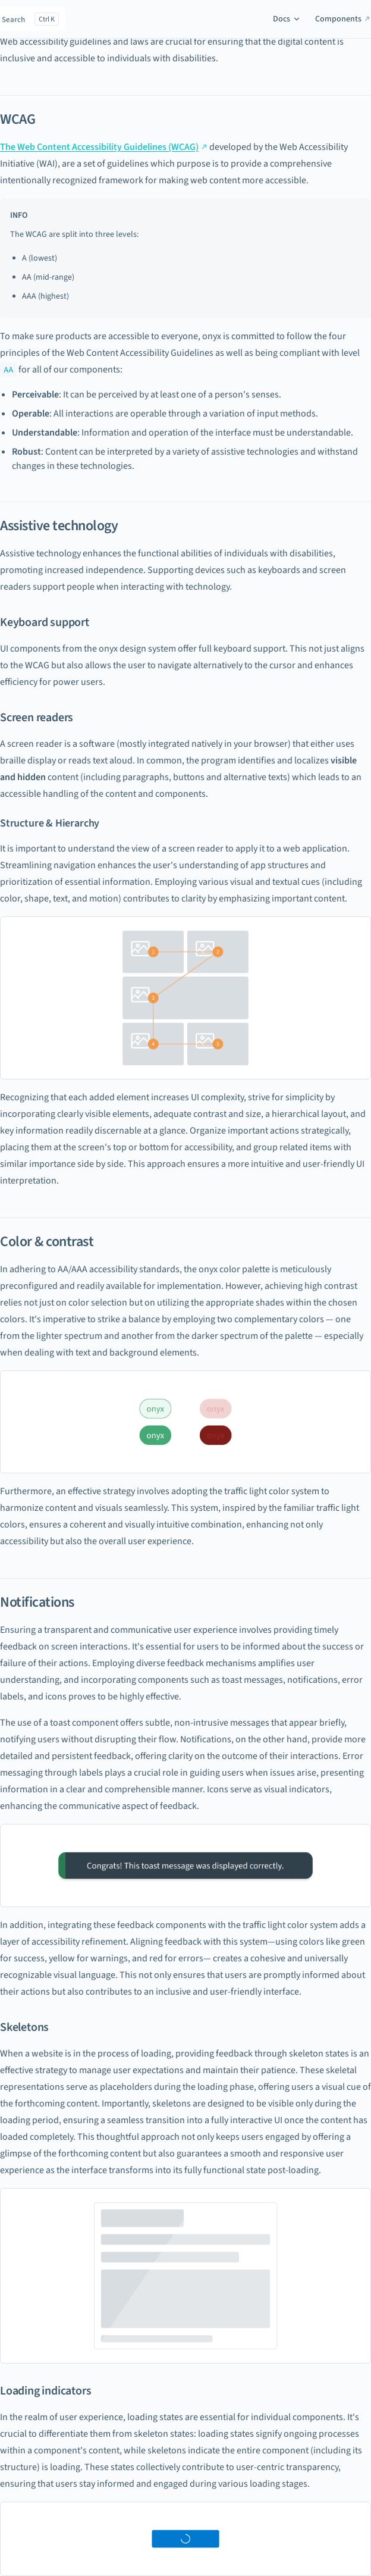 Search Ctrl K Docs Components
Web accessibility guidelines and laws are crucial for ensuring that the digital content is
inclusive and accessible to individuals with disabilities.
WCAG
The Web Content Accessibility Guidelines (WCAG) developed by the Web Accessibility
Initiative (WAI), are a set of guidelines which purpose is to provide a comprehensive
intentionally recognized framework for making web content more accessible.
INFO
The WCAG are split into three levels:
• A (lowest)
• AA (mid-range)
• AAA (highest)
To make sure products are accessible to everyone, onyx is committed to follow the four
principles of the Web Content Accessibility Guidelines as well as being compliant with level
AA for all of our components:
• Perceivable: It can be perceived by at least one of a person's senses.
• Operable: All interactions are operable through a variation of input methods.
• Understandable: Information and operation of the interface must be understandable.
• Robust: Content can be interpreted by a variety of assistive technologies and withstand
changes in these technologies.
Assistive technology
Assistive technology enhances the functional abilities of individuals with disabilities,
promoting increased independence. Supporting devices such as keyboards and screen
readers support people when interacting with technology.
Keyboard support
UI components from the onyx design system offer full keyboard support. This not just aligns
to the WCAG but also allows the user to navigate alternatively to the cursor and enhances
efficiency for power users.
Screen readers
A screen reader is a software (mostly integrated natively in your browser) that either uses
braille display or reads text aloud. In common, the program identifies and localizes visible
and hidden content (including paragraphs, buttons and alternative texts) which leads to an
accessible handling of the content and components.
Structure & Hierarchy
It is important to understand the view of a screen reader to apply it to a web application.
Streamlining navigation enhances the user's understanding of app structures and
prioritization of essential information. Employing various visual and textual cues (including
color, shape, text, and motion) contributes to clarity by emphasizing important content.
1 2
3
4 5
Recognizing that each added element increases UI complexity, strive for simplicity by
incorporating clearly visible elements, adequate contrast and size, a hierarchical layout, and
key information readily discernable at a glance. Organize important actions strategically,
placing them at the screen's top or bottom for accessibility, and group related items with
similar importance side by side. This approach ensures a more intuitive and user-friendly UI
interpretation.
Color & contrast
In adhering to AA/AAA accessibility standards, the onyx color palette is meticulously
preconfigured and readily available for implementation. However, achieving high contrast
relies not just on color selection but on utilizing the appropriate shades within the chosen
colors. It's imperative to strike a balance by employing two complementary colors — one
from the lighter spectrum and another from the darker spectrum of the palette — especially
when dealing with text and background elements.
onyx onyx
onyx onyx
Furthermore, an effective strategy involves adopting the traffic light color system to
harmonize content and visuals seamlessly. This system, inspired by the familiar traffic light
colors, ensures a coherent and visually intuitive combination, enhancing not only
accessibility but also the overall user experience.
Notifications
Ensuring a transparent and communicative user experience involves providing timely
feedback on screen interactions. It's essential for users to be informed about the success or
failure of their actions. Employing diverse feedback mechanisms amplifies user
understanding, and incorporating components such as toast messages, notifications, error
labels, and icons proves to be highly effective.
The use of a toast component offers subtle, non-intrusive messages that appear briefly,
notifying users without disrupting their flow. Notifications, on the other hand, provide more
detailed and persistent feedback, offering clarity on the outcome of their interactions. Error
messaging through labels plays a crucial role in guiding users when issues arise, presenting
information in a clear and comprehensible manner. Icons serve as visual indicators,
enhancing the communicative aspect of feedback.
Congrats! This toast message was displayed correctly.
In addition, integrating these feedback components with the traffic light color system adds a
layer of accessibility refinement. Aligning feedback with this system—using colors like green
for success, yellow for warnings, and red for errors— creates a cohesive and universally
recognizable visual language. This not only ensures that users are promptly informed about
their actions but also contributes to an inclusive and user-friendly interface.
Skeletons
When a website is in the process of loading, providing feedback through skeleton states is an
effective strategy to manage user expectations and maintain their patience. These skeletal
representations serve as placeholders during the loading phase, offering users a visual cue of
the forthcoming content. Importantly, skeletons are designed to be visible only during the
loading period, ensuring a seamless transition into a fully interactive UI once the content has
loaded completely. This thoughtful approach not only keeps users engaged by offering a
glimpse of the forthcoming content but also guarantees a smooth and responsive user
experience as the interface transforms into its fully functional state post-loading.
Loading indicators
In the realm of user experience, loading states are essential for individual components. It's
crucial to differentiate them from skeleton states: loading states signify ongoing processes
within a component's content, while skeletons indicate the entire component (including its
structure) is loading. These states collectively contribute to user-centric transparency,
ensuring that users stay informed and engaged during various loading stages.